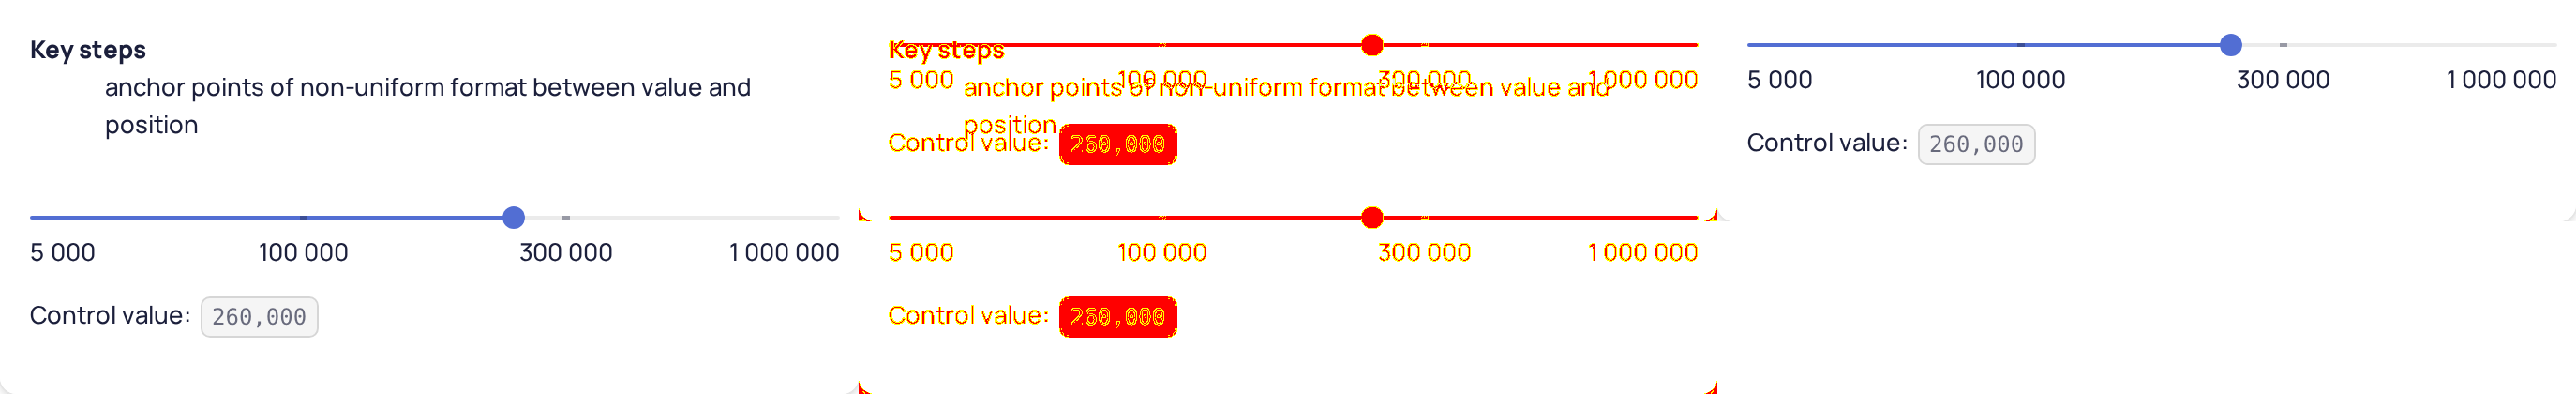 Key steps
anchor points of non-uniform format between value and
position
5 000 100 000 300 000 1 000 000
Control value: 260,000
Key steps
5 000 100 000 300 000 1 000 000
anchor points of non-uniform format between value and
position
Control value: 260,000
5 000 100 000 300 000 1 000 000
Control value: 260,000
5 000 100 000 300 000 1 000 000
Control value: 260,000